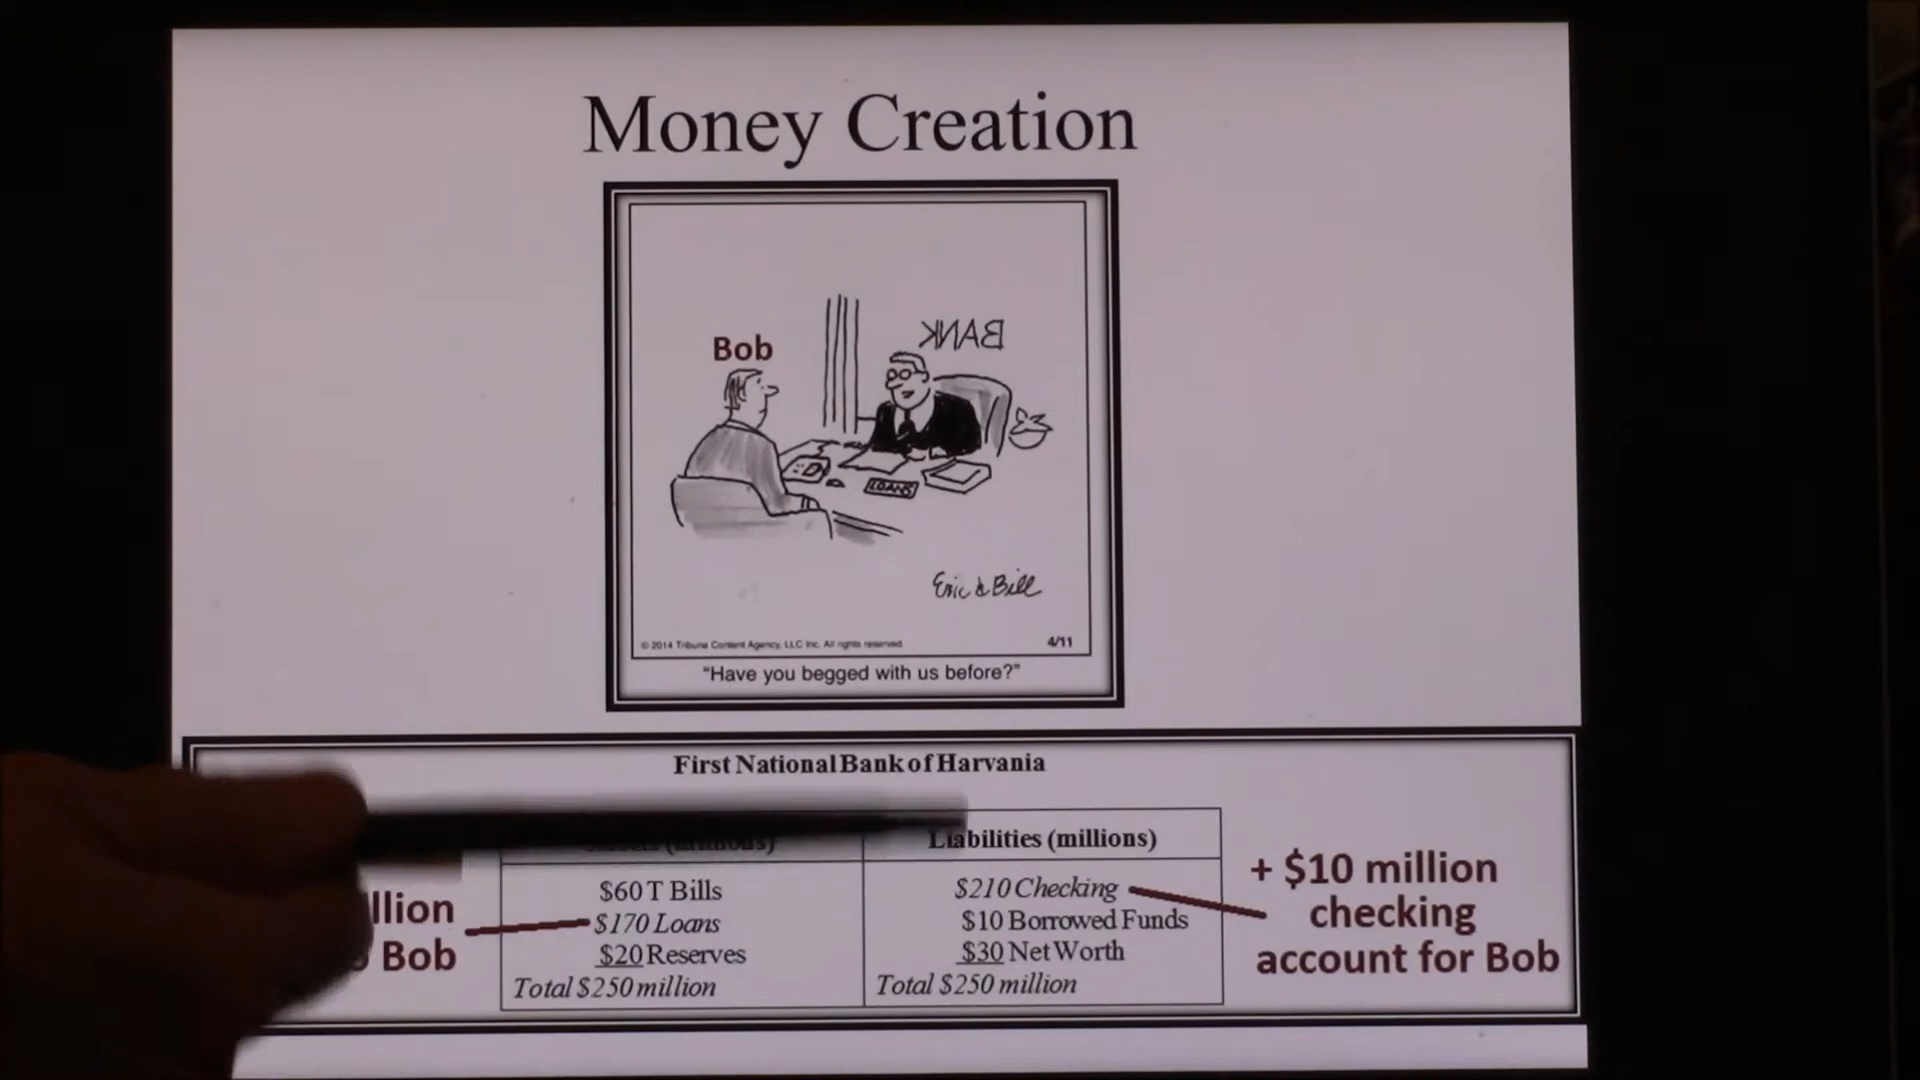 Money Creation
Bob
BANK
LOANS
Eric & Bill
© 2014 Tribune Content Agency, LLC Inc. All rights reserved.
4/11
"Have you begged with us before?"
First National Bank of Harvania
Liabilities (millions)
$60 T Bills
$170 Loans
$20 Reserves
Total $250 million
$210 Checking
$10 Borrowed Funds
$30 Net Worth
Total $250 million
llion
Bob
+ $10 million
checking
account for Bob